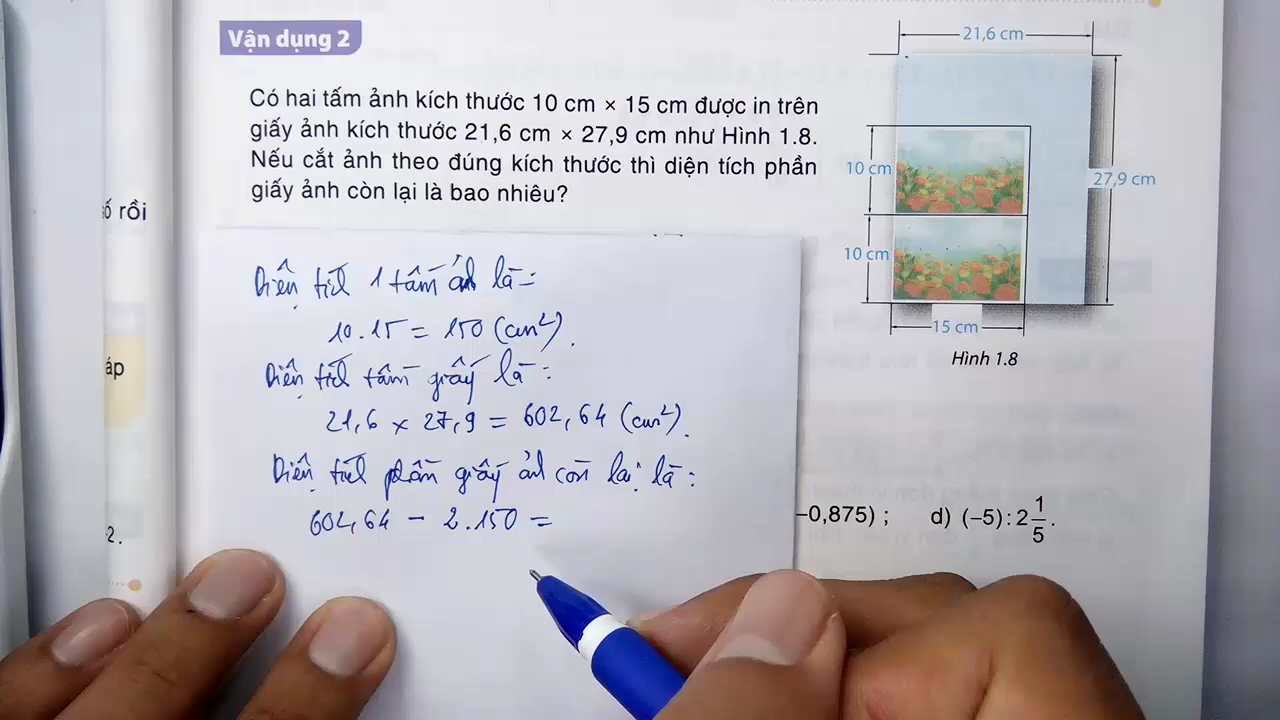 Vận dụng 2
Có hai tấm ảnh kích thước 10 cm × 15 cm được in trên
giấy ảnh kích thước 21,6 cm × 27,9 cm như Hình 1.8.
Nếu cắt ảnh theo đúng kích thước thì diện tích phần
giấy ảnh còn lại là bao nhiêu?
21,6 cm
10 cm
27,9 cm
10 cm
15 cm
Hình 1.8
ố rồi
áp
2.
Diện tích 1 tấm ảnh là:
10.15 = 150 (cm²).
Diện tích tấm giấy là:
21,6 x 27,9 = 602,64 (cm²).
Diện tích phần giấy ảnh còn lại là:
602,64 - 2.150 =
–0,875) ; d) (–5) : 2 1/5.